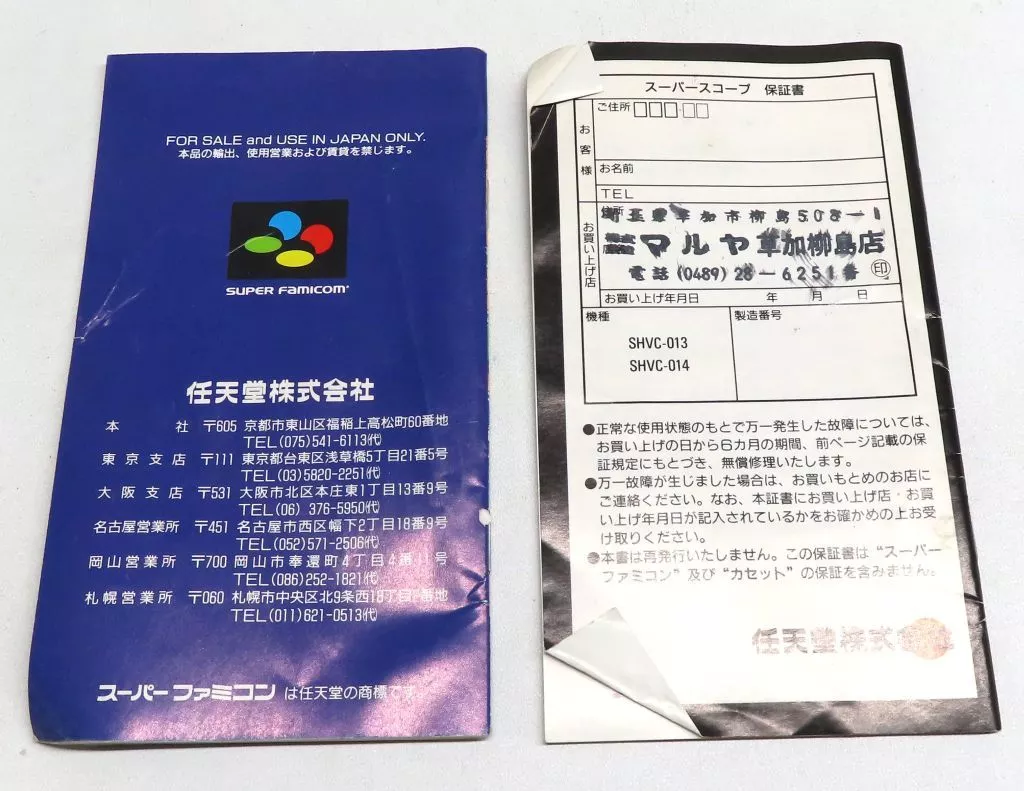 FOR SALE and USE IN JAPAN ONLY.
本品の輸出、使用営業および賃貸を禁じます。
SUPER FAMICOM
任天堂株式会社
本 社 〒605 京都市東山区福稲上高松町60番地
TEL(075)541-6113㈹
東京支店 〒111 東京都台東区浅草橋5丁目21番5号
TEL(03)5820-2251㈹
大阪支店 〒531 大阪市北区本庄東1丁目13番9号
TEL(06) 376-5950㈹
名古屋営業所 〒451 名古屋市西区幅下2丁目18番9号
TEL(052)571-2506㈹
岡山営業所 〒700 岡山市奉還町4丁目4番11号
TEL(086)252-1821㈹
札幌営業所 〒060 札幌市中央区北9条西18丁目 番地
TEL(011)621-0513㈹
スーパーファミコン は任天堂の商標です。
スーパースコープ 保証書
お客様
ご住所 □□□-□□
お名前
TEL
お買い上げ店
住所 埼玉県草加市柳島508-1
マルヤ草加柳島店
電話(0489)28-6251番
印
お買い上げ年月日 年 月 日
機種
SHVC-013
SHVC-014
製造番号
●正常な使用状態のもとで万一発生した故障については、
お買い上げの日から6カ月の期間、前ページ記載の保
証規定にもとづき、無償修理いたします。
●万一故障が生じました場合は、お買いもとめのお店に
ご連絡ください。なお、本証書にお買い上げ店・お買
い上げ年月日が記入されているかをお確かめの上お受
け取りください。
●本書は再発行いたしません。この保証書は“スーパー
ファミコン”及び“カセット”の保証を含みません。
任天堂株式会社